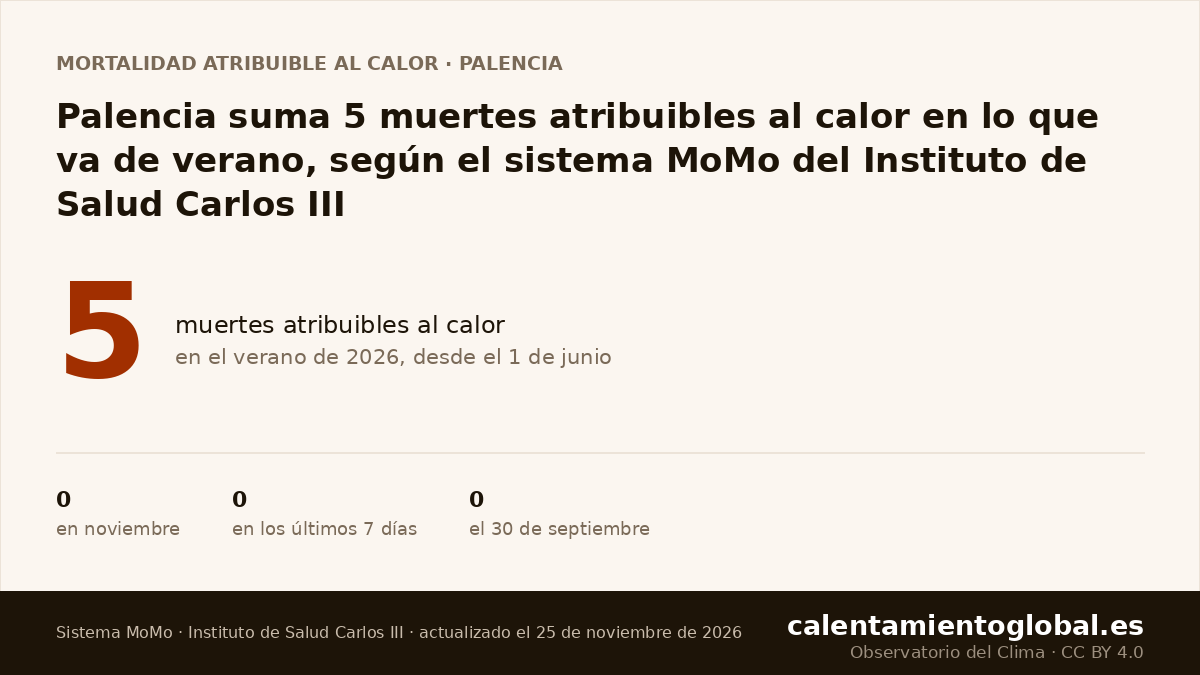 MORTALIDAD ATRIBUIBLE AL CALOR · PALENCIA
Palencia suma 5 muertes atribuibles al calor en lo que
va de verano, según el sistema MoMo del Instituto de
Salud Carlos III
5
muertes atribuibles al calor
en el verano de 2026, desde el 1 de junio
0
en noviembre
0
en los últimos 7 días
0
el 30 de septiembre
Sistema MoMo · Instituto de Salud Carlos III · actualizado el 25 de noviembre de 2026
calentamientoglobal.es
Observatorio del Clima · CC BY 4.0